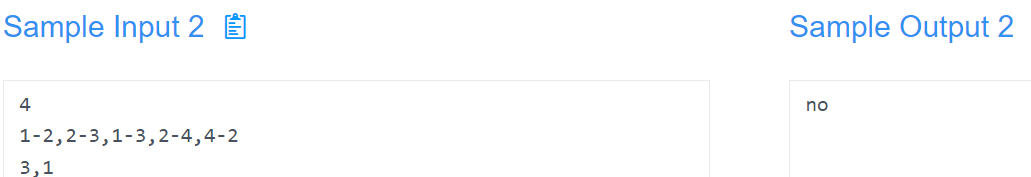 Sample Input 2
4
1-2,2-3,1-3,2-4,4-2
3,1
Sample Output 2
no